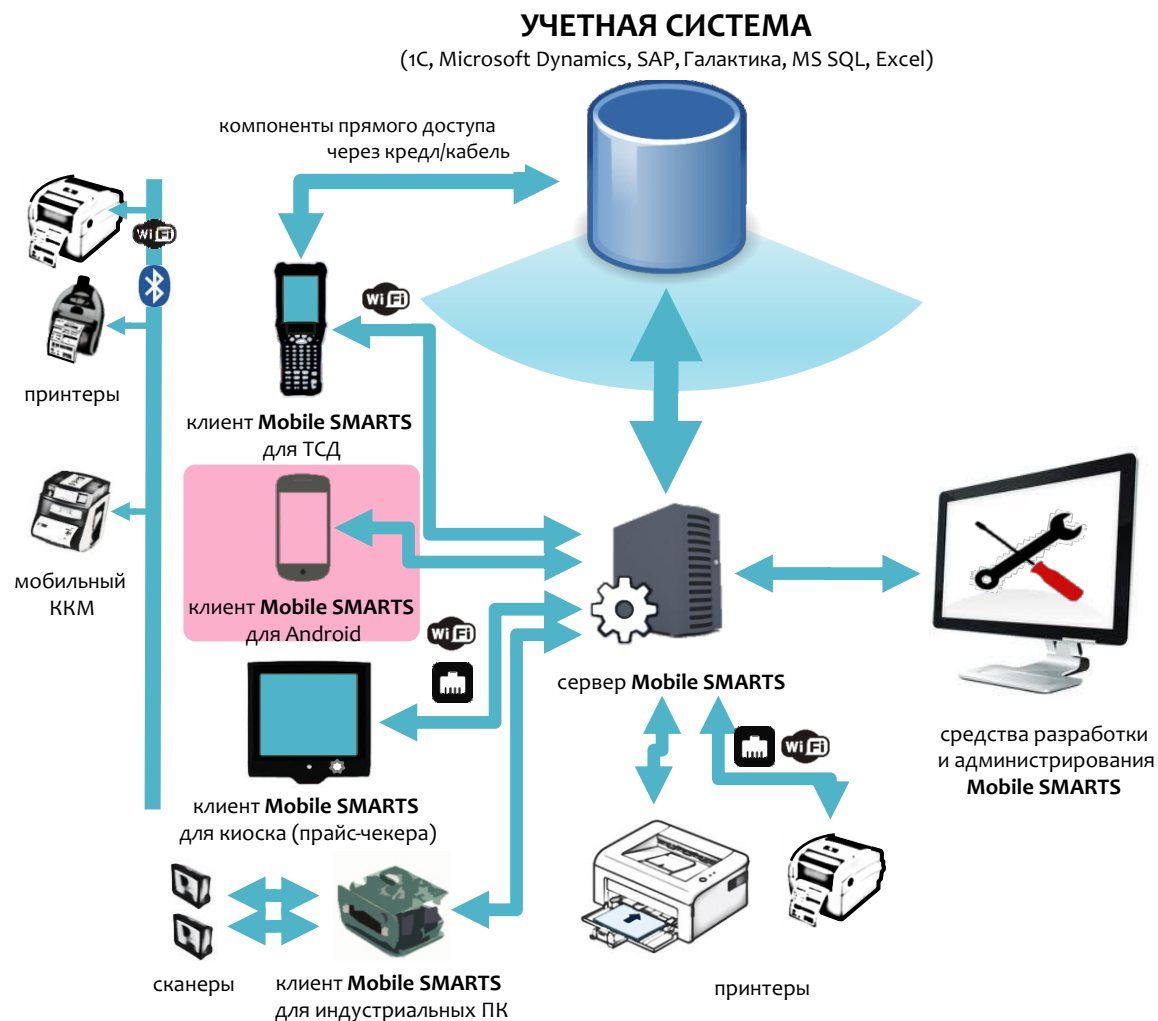 УЧЕТНАЯ СИСТЕМА
(1С, Microsoft Dynamics, SAP, Галактика, MS SQL, Excel)
компоненты прямого доступа
через кредл/кабель
Wi Fi
Wi Fi
принтеры
клиент Mobile SMARTS
для ТСД
мобильный
ККМ
клиент Mobile SMARTS
для Android
Wi Fi
сервер Mobile SMARTS
Wi Fi
средства разработки
и администрирования
Mobile SMARTS
клиент Mobile SMARTS
для киоска (прайс-чекера)
сканеры
клиент Mobile SMARTS
для индустриальных ПК
принтеры